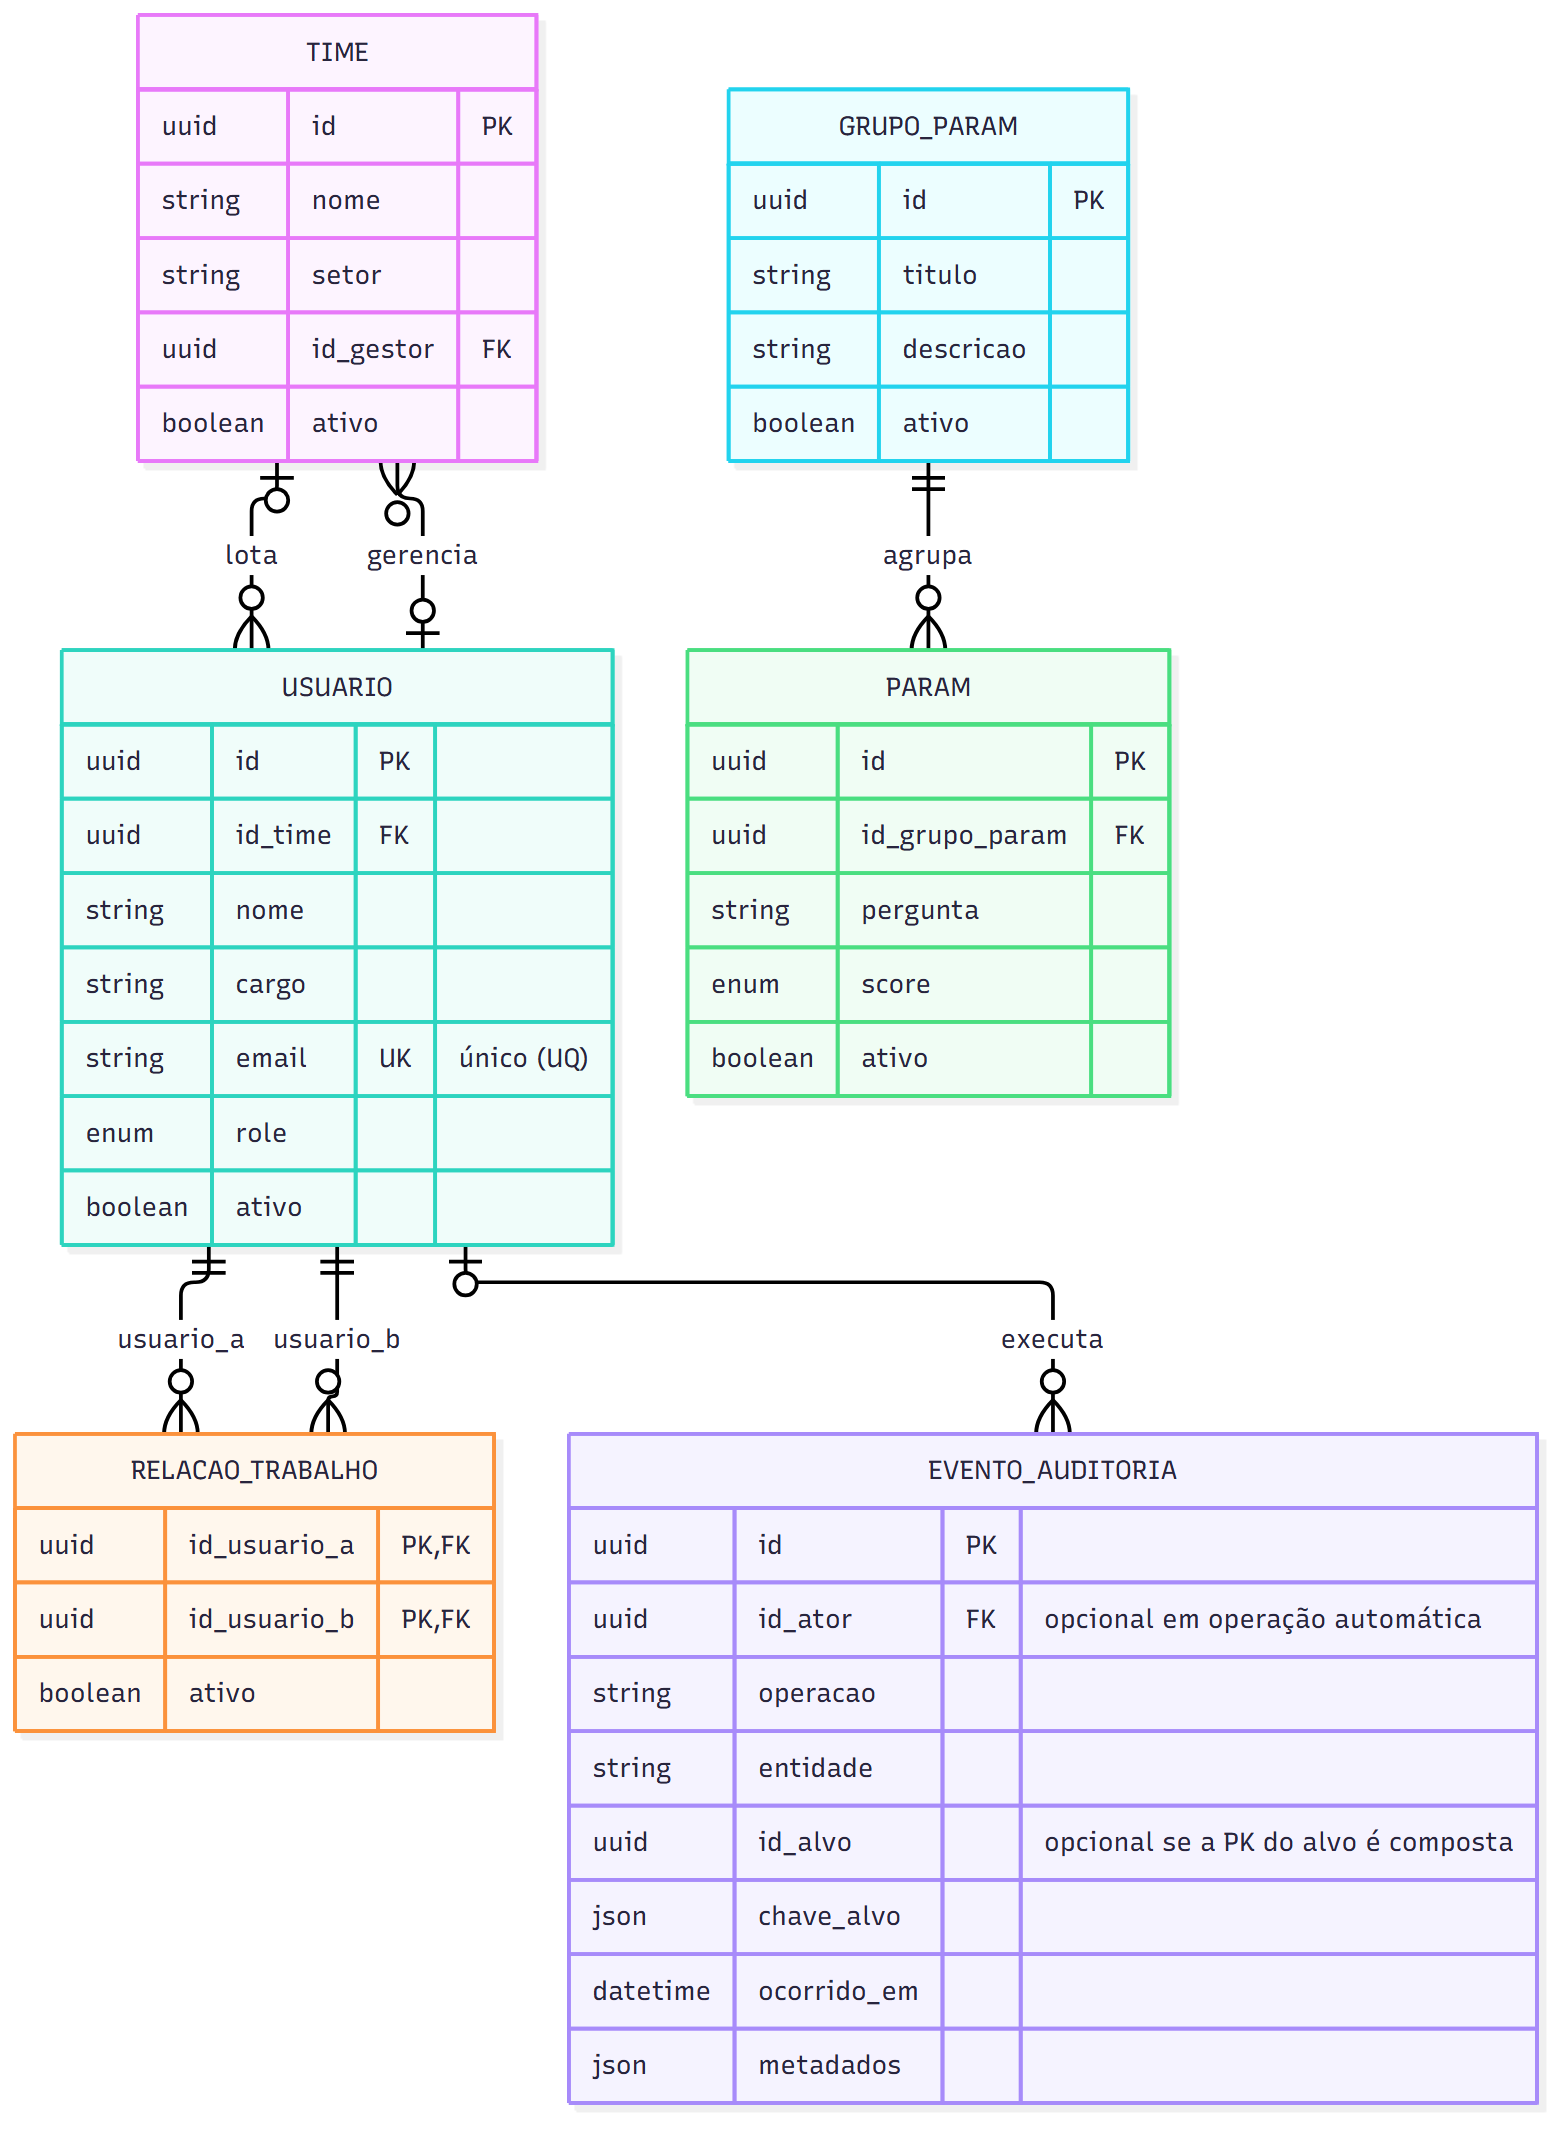 TIME
uuid id PK
string nome
string setor
uuid id_gestor FK
boolean ativo
GRUPO_PARAM
uuid id PK
string titulo
string descricao
boolean ativo
lota
gerencia
agrupa
USUARIO
uuid id PK
uuid id_time FK
string nome
string cargo
string email UK único (UQ)
enum role
boolean ativo
PARAM
uuid id PK
uuid id_grupo_param FK
string pergunta
enum score
boolean ativo
usuario_a
usuario_b
executa
RELACAO_TRABALHO
uuid id_usuario_a PK,FK
uuid id_usuario_b PK,FK
boolean ativo
EVENTO_AUDITORIA
uuid id PK
uuid id_ator FK opcional em operação automática
string operacao
string entidade
uuid id_alvo opcional se a PK do alvo é composta
json chave_alvo
datetime ocorrido_em
json metadados